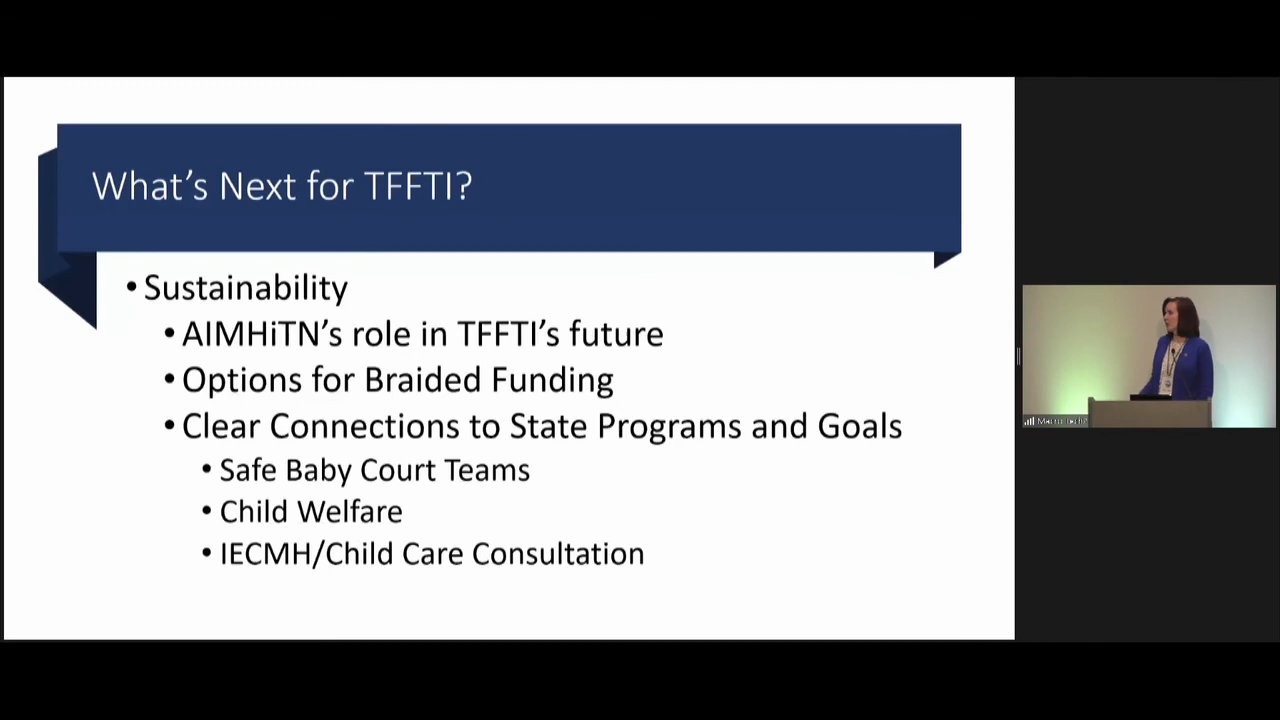 What’s Next for TFFTI?
• Sustainability
• AIMHiTN’s role in TFFTI’s future
• Options for Braided Funding
• Clear Connections to State Programs and Goals
• Safe Baby Court Teams
• Child Welfare
• IECMH/Child Care Consultation